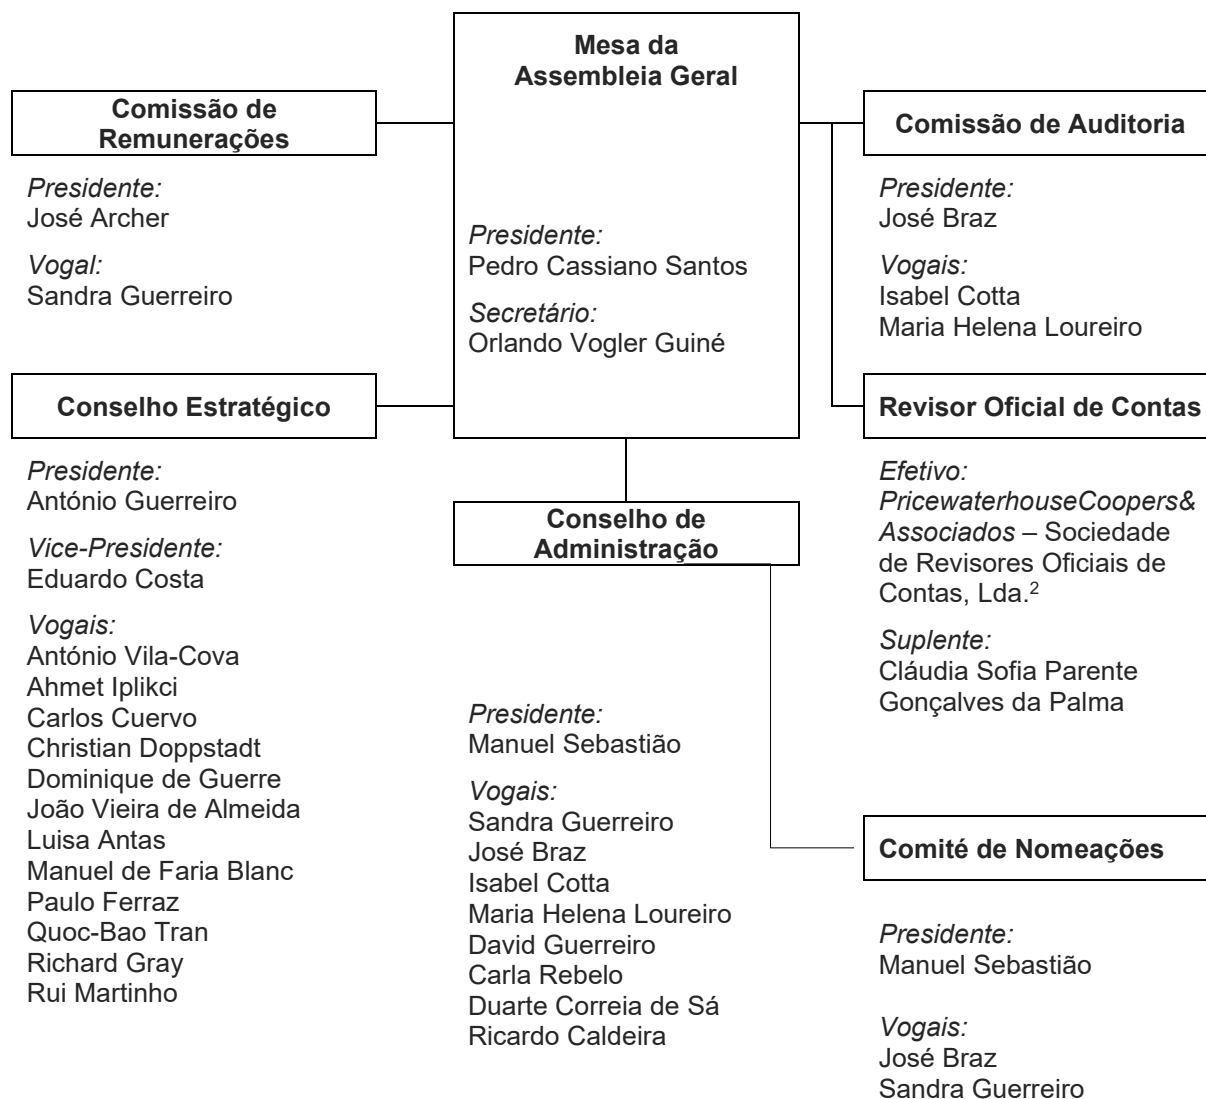 Mesa da
Assembleia Geral
Presidente:
Pedro Cassiano Santos
Secretário:
Orlando Vogler Guiné
Comissão de
Remunerações
Presidente:
José Archer
Vogal:
Sandra Guerreiro
Comissão de Auditoria
Presidente:
José Braz
Vogais:
Isabel Cotta
Maria Helena Loureiro
Conselho Estratégico
Presidente:
António Guerreiro
Vice-Presidente:
Eduardo Costa
Vogais:
António Vila-Cova
Ahmet Iplikci
Carlos Cuervo
Christian Doppstadt
Dominique de Guerre
João Vieira de Almeida
Luisa Antas
Manuel de Faria Blanc
Paulo Ferraz
Quoc-Bao Tran
Richard Gray
Rui Martinho
Revisor Oficial de Contas
Efetivo:
PricewaterhouseCoopers&
Associados – Sociedade
de Revisores Oficiais de
Contas, Lda.²
Suplente:
Cláudia Sofia Parente
Gonçalves da Palma
Conselho de
Administração
Presidente:
Manuel Sebastião
Vogais:
Sandra Guerreiro
José Braz
Isabel Cotta
Maria Helena Loureiro
David Guerreiro
Carla Rebelo
Duarte Correia de Sá
Ricardo Caldeira
Comité de Nomeações
Presidente:
Manuel Sebastião
Vogais:
José Braz
Sandra Guerreiro